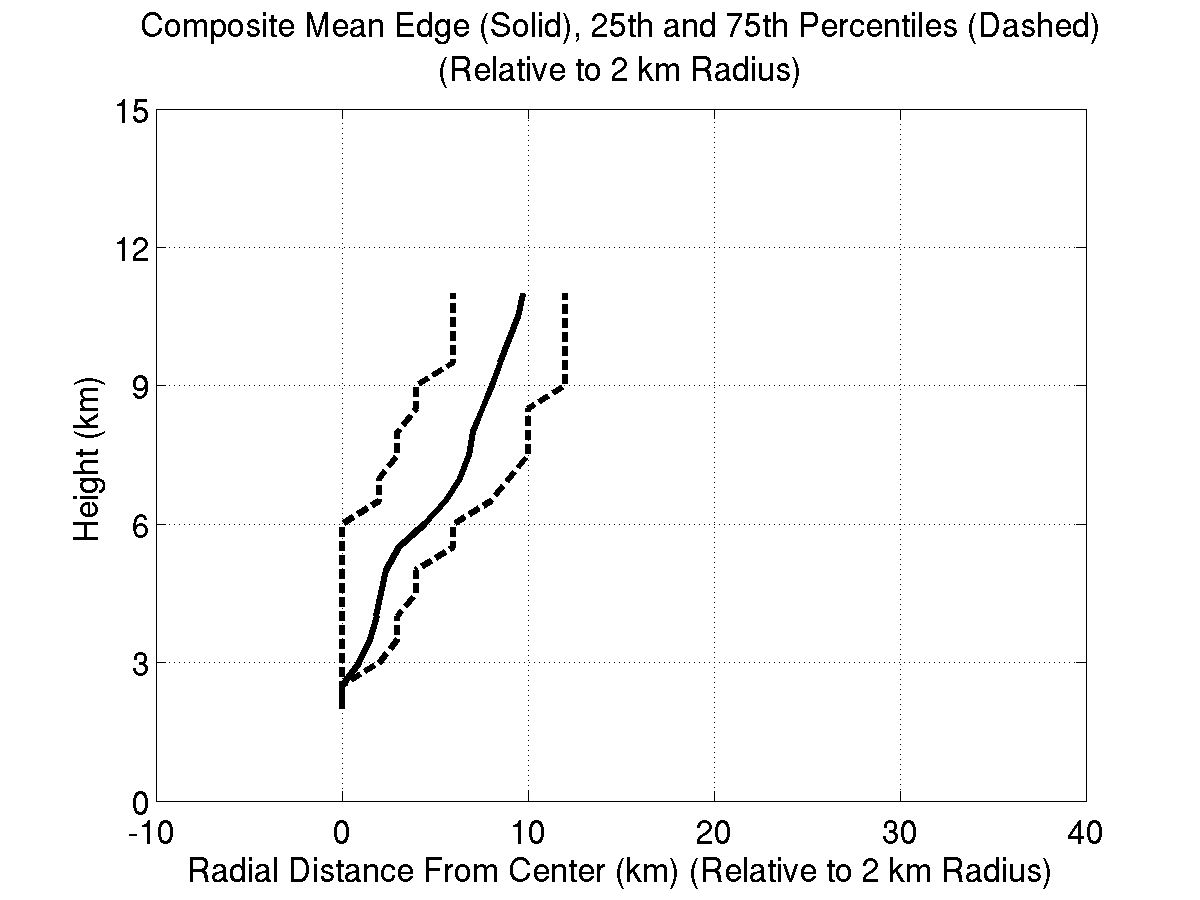 Composite Mean Edge (Solid), 25th and 75th Percentiles (Dashed)
(Relative to 2 km Radius)
15
12
9
6
3
0
Height (km)
-10 0 10 20 30 40
Radial Distance From Center (km) (Relative to 2 km Radius)